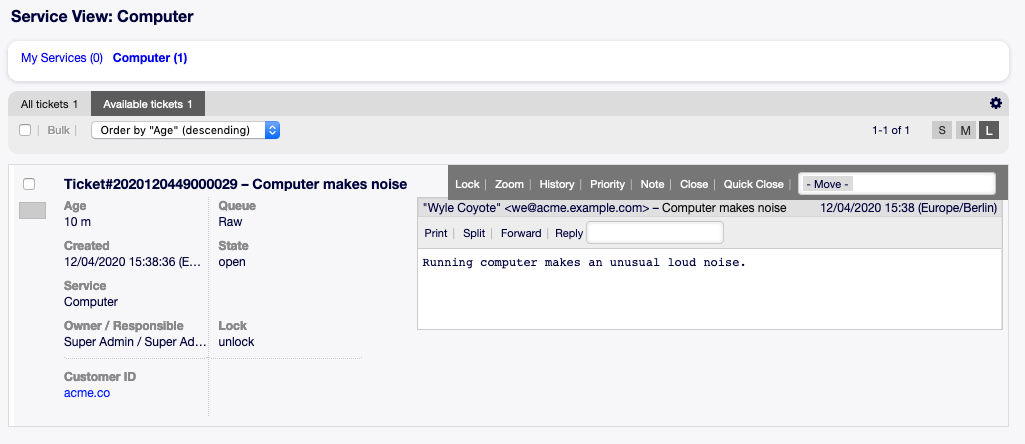 Service View: Computer
My Services (0) Computer (1)
All tickets 1 Available tickets 1
Bulk Order by "Age" (descending) 1-1 of 1 S M L
Ticket#2020120449000029 – Computer makes noise
Lock Zoom History Priority Note Close Quick Close - Move -
Age Queue
10 m Raw
Created State
12/04/2020 15:38:36 (E... open
Service
Computer
Owner / Responsible Lock
Super Admin / Super Ad... unlock
Customer ID
acme.co
"Wyle Coyote" <we@acme.example.com> – Computer makes noise 12/04/2020 15:38 (Europe/Berlin)
Print Split Forward Reply
Running computer makes an unusual loud noise.